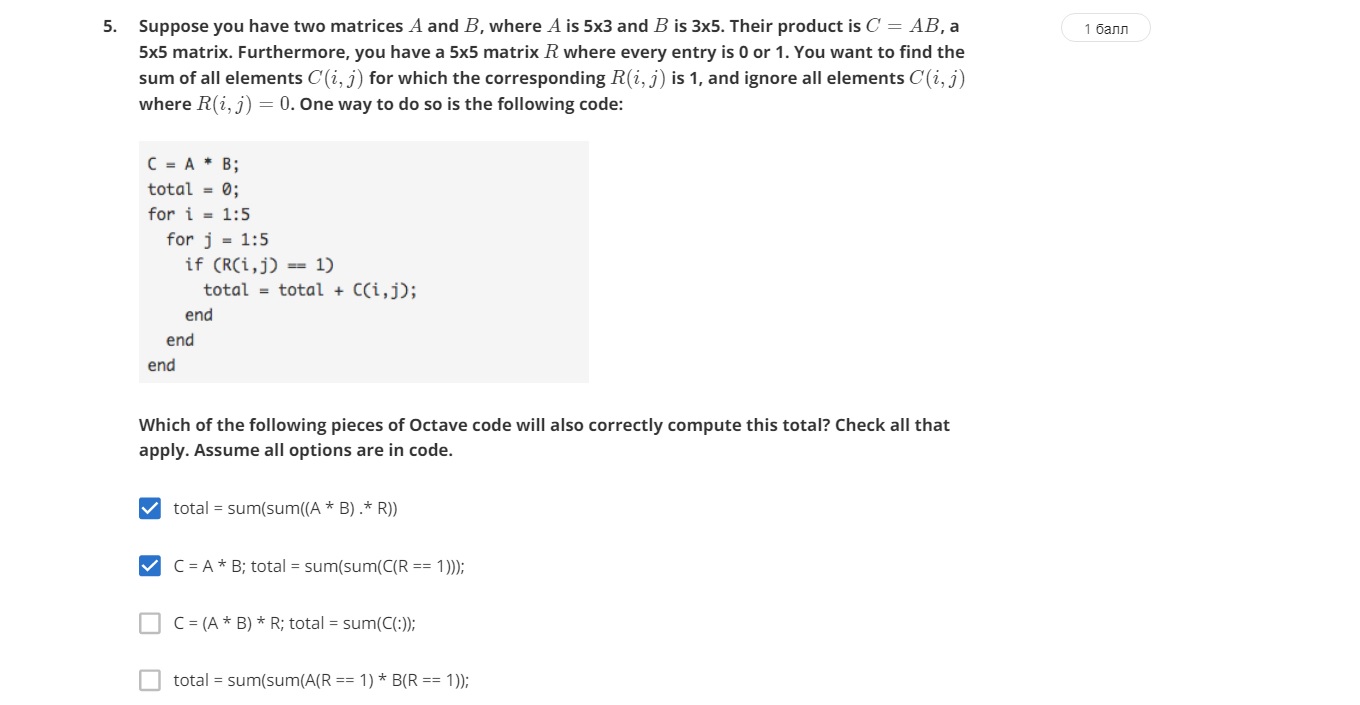 5. Suppose you have two matrices A and B, where A is 5x3 and B is 3x5. Their product is C = AB, a
1 балл
5x5 matrix. Furthermore, you have a 5x5 matrix R where every entry is 0 or 1. You want to find the
sum of all elements C(i, j) for which the corresponding R(i, j) is 1, and ignore all elements C(i, j)
where R(i, j) = 0. One way to do so is the following code:
C = A * B;
total = 0;
for i = 1:5
for j = 1:5
if (R(i,j) == 1)
total = total + C(i,j);
end
end
end
Which of the following pieces of Octave code will also correctly compute this total? Check all that
apply. Assume all options are in code.
total = sum(sum((A * B) .* R))
C = A * B; total = sum(sum(C(R == 1)));
C = (A * B) * R; total = sum(C(:));
total = sum(sum(A(R == 1) * B(R == 1));